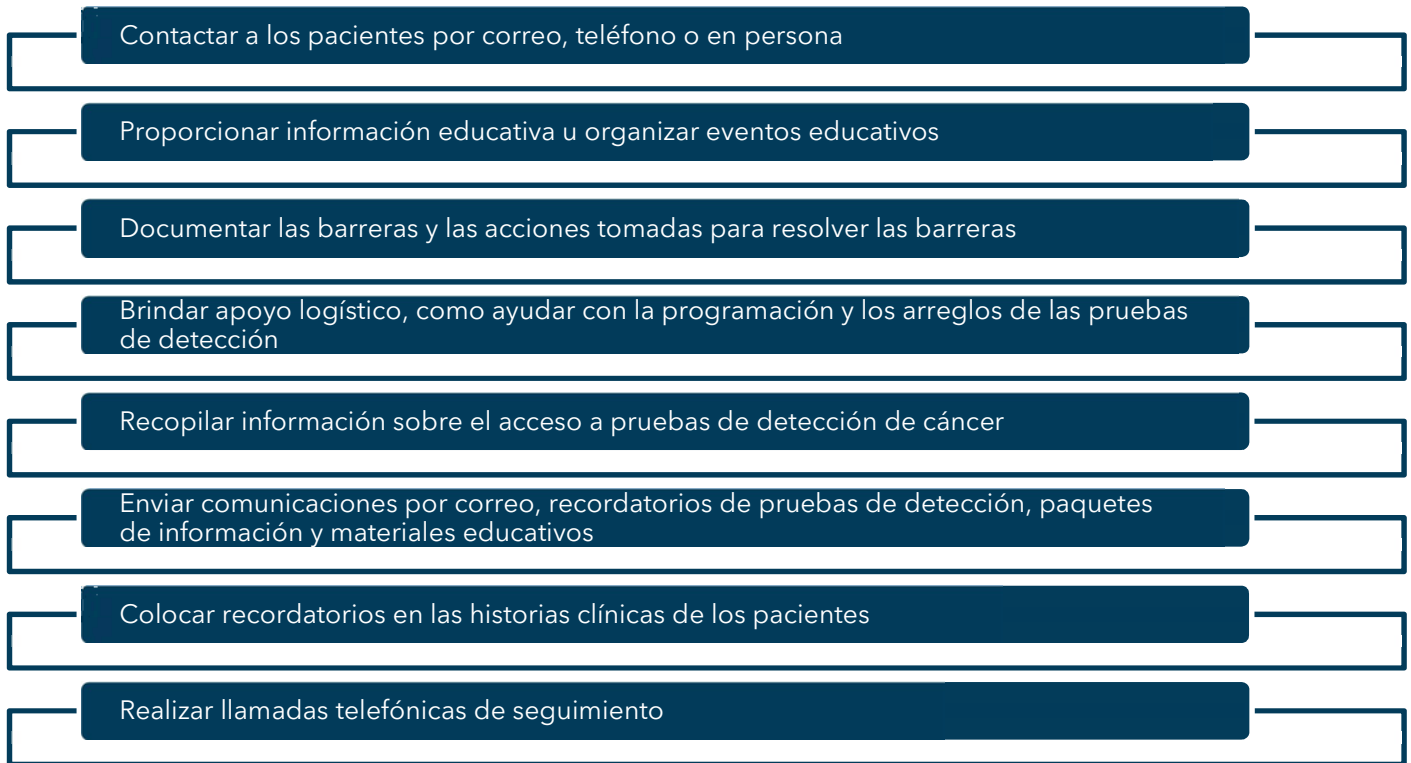 Contactar a los pacientes por correo, teléfono o en persona
Proporcionar información educativa u organizar eventos educativos
Documentar las barreras y las acciones tomadas para resolver las barreras
Brindar apoyo logístico, como ayudar con la programación y los arreglos de las pruebas
de detección
Recopilar información sobre el acceso a pruebas de detección de cáncer
Enviar comunicaciones por correo, recordatorios de pruebas de detección, paquetes
de información y materiales educativos
Colocar recordatorios en las historias clínicas de los pacientes
Realizar llamadas telefónicas de seguimiento